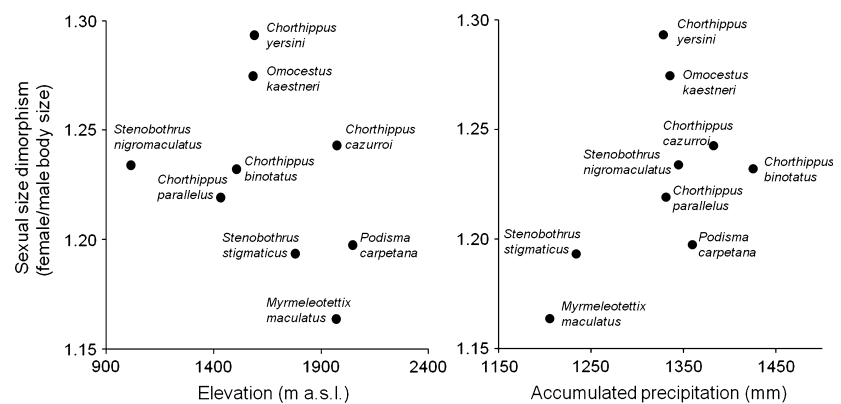 Sexual size dimorphism
(female/male body size)
1.30
1.25
1.20
1.15
Chorthippus
yersini
Omocestus
kaestneri
Stenobothrus
nigromaculatus
Chorthippus
cazurroi
Chorthippus
binotatus
Chorthippus
parallelus
Stenobothrus
stigmaticus
Podisma
carpetana
Myrmeleotettix
maculatus
900 1400 1900 2400
Elevation (m a.s.l.)
1.30
1.25
1.20
1.15
Chorthippus
yersini
Omocestus
kaestneri
Chorthippus
cazurroi
Stenobothrus
nigromaculatus
Chorthippus
binotatus
Chorthippus
parallelus
Stenobothrus
stigmaticus
Podisma
carpetana
Myrmeleotettix
maculatus
1150 1250 1350 1450
Accumulated precipitation (mm)